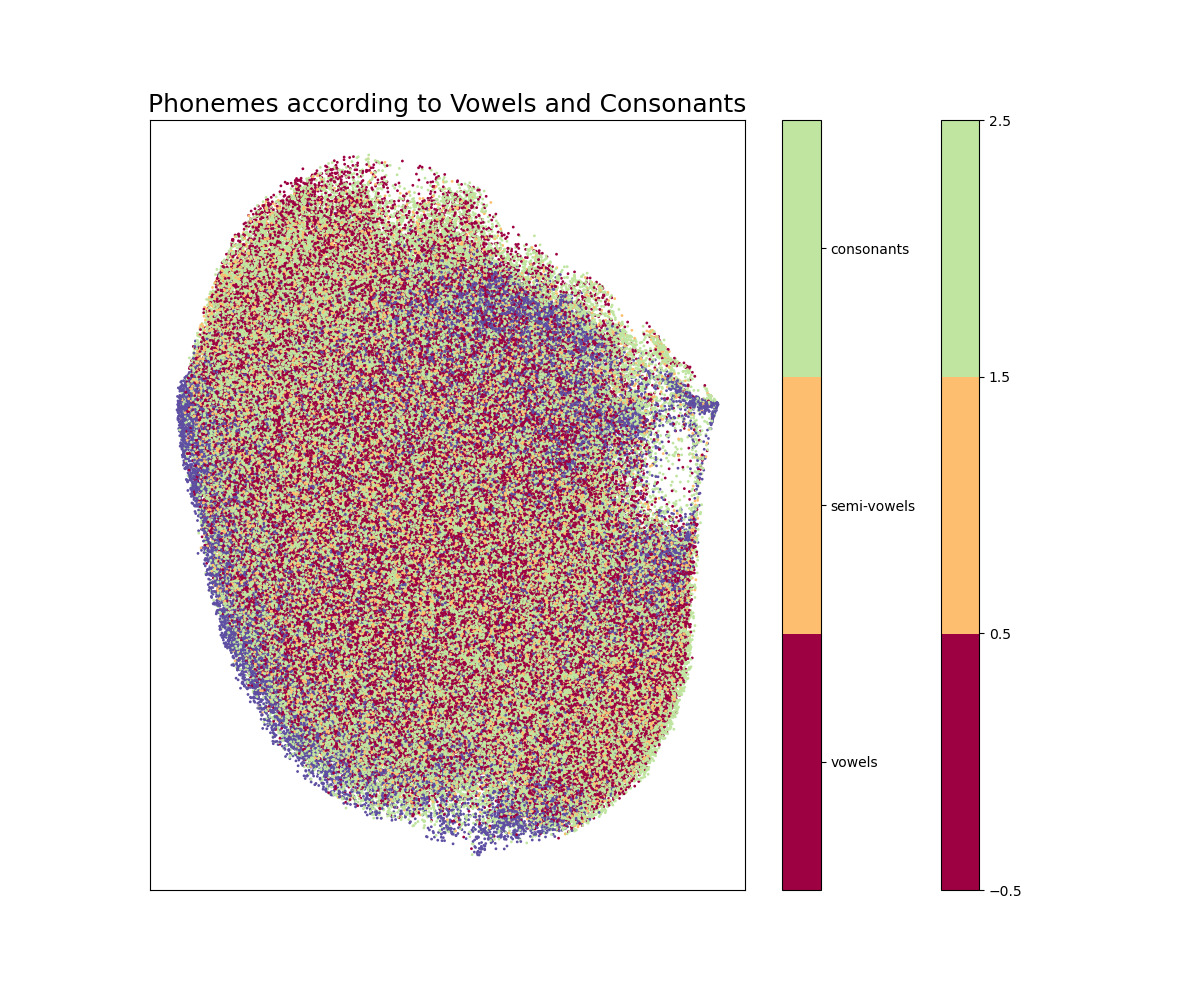 Phonemes according to Vowels and Consonants
consonants
semi-vowels
vowels
2.5
1.5
0.5
−0.5